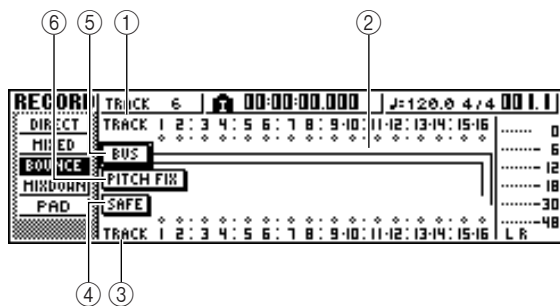 ⑥ ⑤ ① ②
RECORD TRACK 6 00:00:00.000 ♩=120.0 4/4 001.1
DIRECT
MIXED
BOUNCE
MIXDOWN
PAD
TRACK 1 2 3 4 5 6 7 8 9·10 11·12 13·14 15·16
BUS
PITCH FIX
SAFE
TRACK 1 2 3 4 5 6 7 8 9·10 11·12 13·14 15·16
0
6
12
18
30
48
L R
④ ③